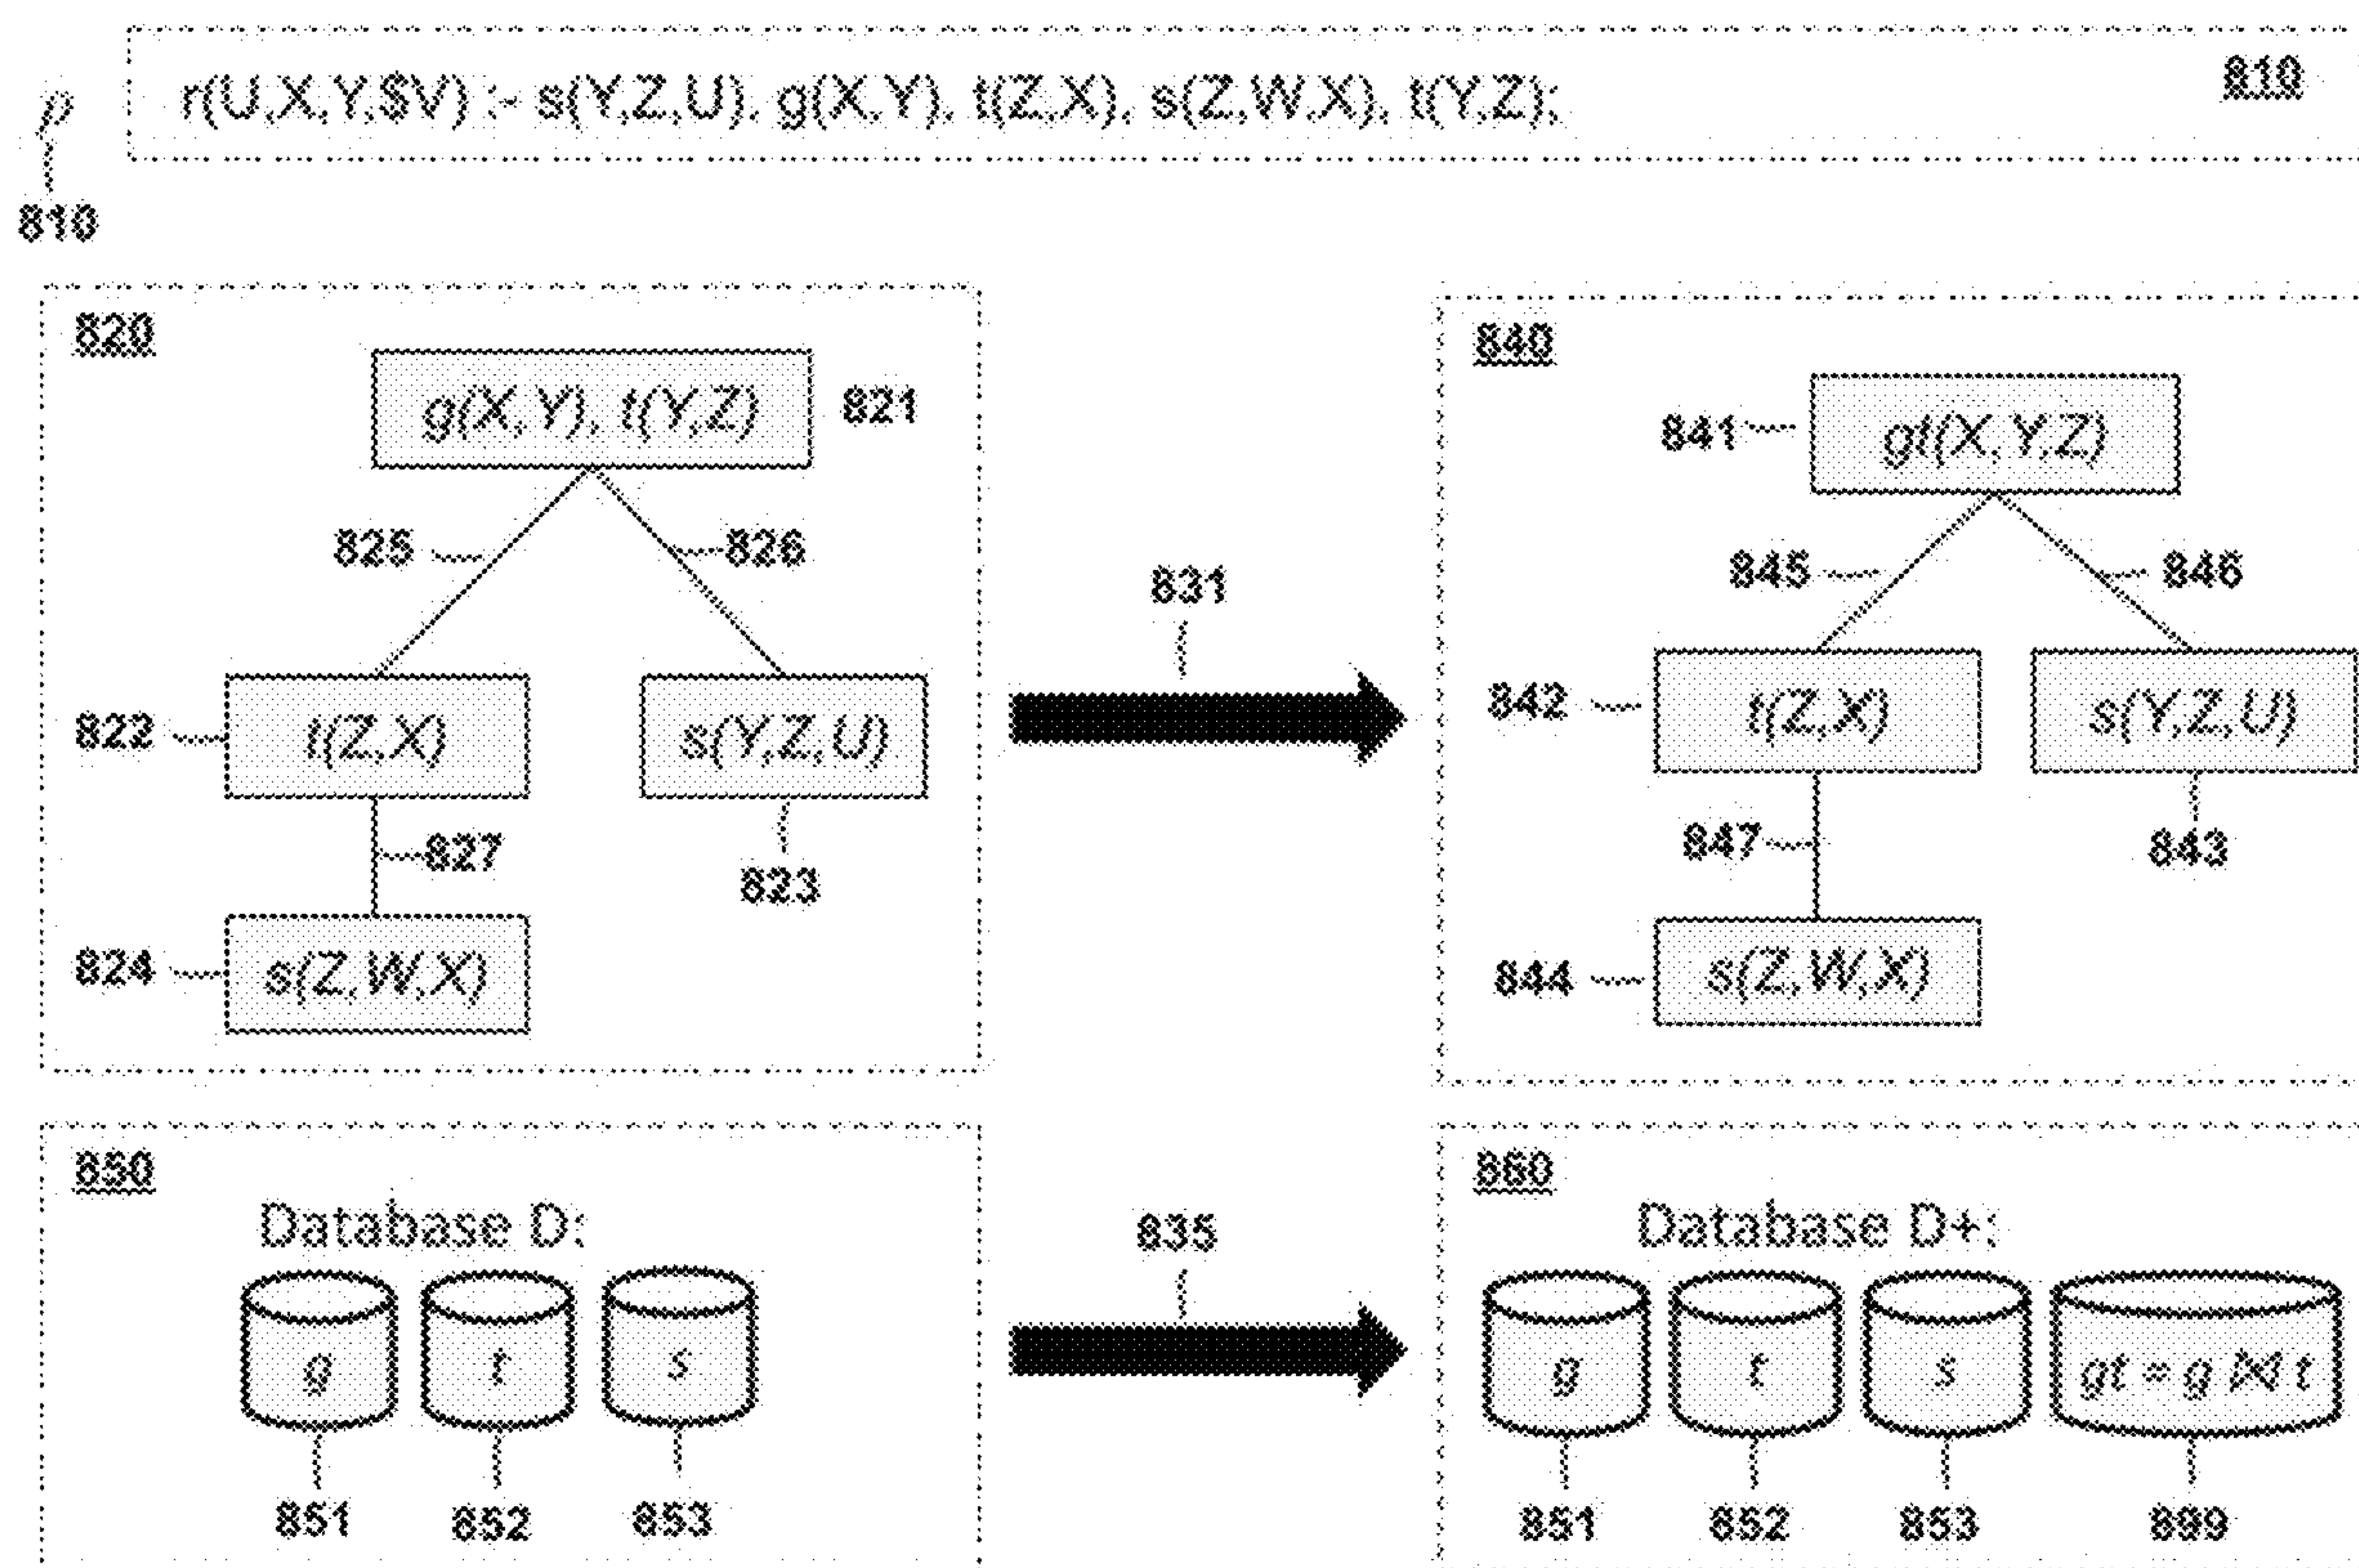 ρ r(U,X,Y,$V) :- s(Y,Z,U), g(X,Y), t(Z,X), s(Z,W,X), t(Y,Z); 810
810
820
g(X,Y), t(Y,Z) 821
825 826
822 t(Z,X) s(Y,Z,U)
827
823
824 s(Z,W,X)
831
840
841 gt(X,Y,Z)
845 846
842 t(Z,X) s(Y,Z,U)
847 843
844 s(Z,W,X)
850
Database D:
g t s
851 852 853
835
860
Database D+:
g t s gt = g ⋈ t
851 852 853 899